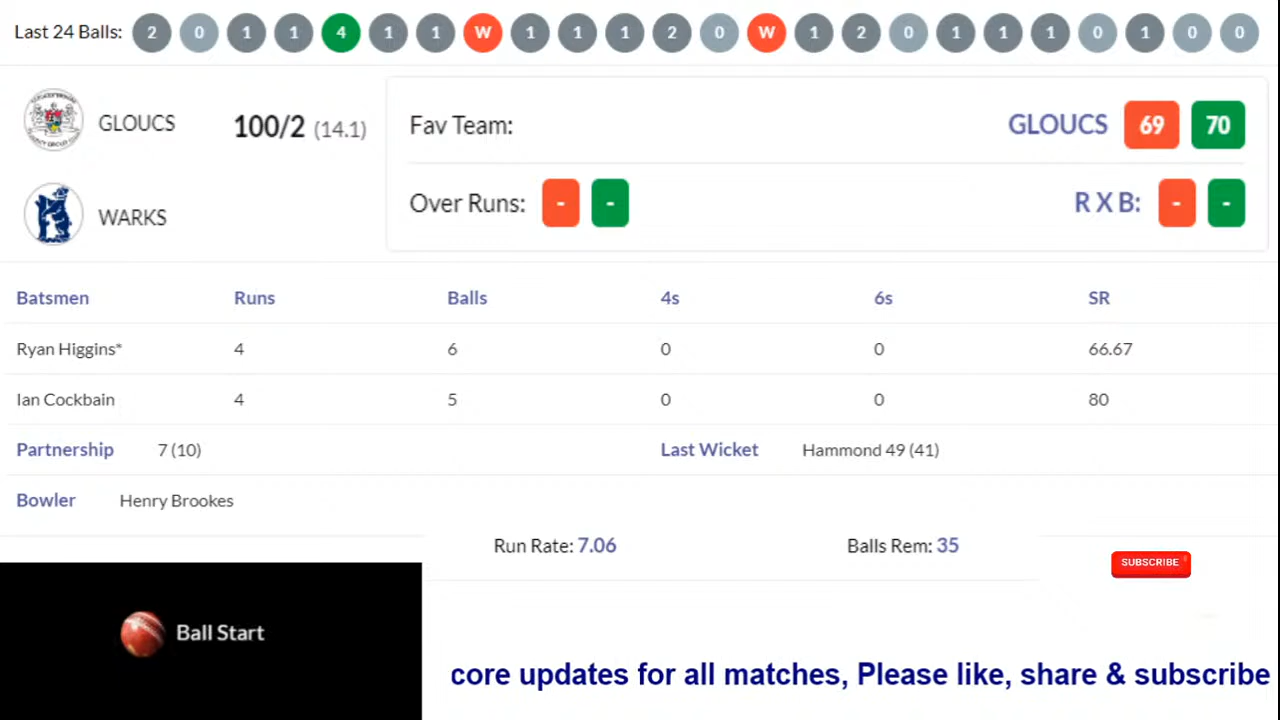 Last 24 Balls: 2 0 1 1 4 1 1 W 1 1 1 2 0 W 1 2 0 1 1 1 0 1 0 0
GLOUCS 100/2 (14.1)
WARKS
Fav Team: GLOUCS 69 70
Over Runs: - - R X B: - -
Batsmen Runs Balls 4s 6s SR
Ryan Higgins* 4 6 0 0 66.67
Ian Cockbain 4 5 0 0 80
Partnership 7 (10) Last Wicket Hammond 49 (41)
Bowler Henry Brookes
Run Rate: 7.06 Balls Rem: 35
SUBSCRIBE
Ball Start
core updates for all matches, Please like, share & subscribe